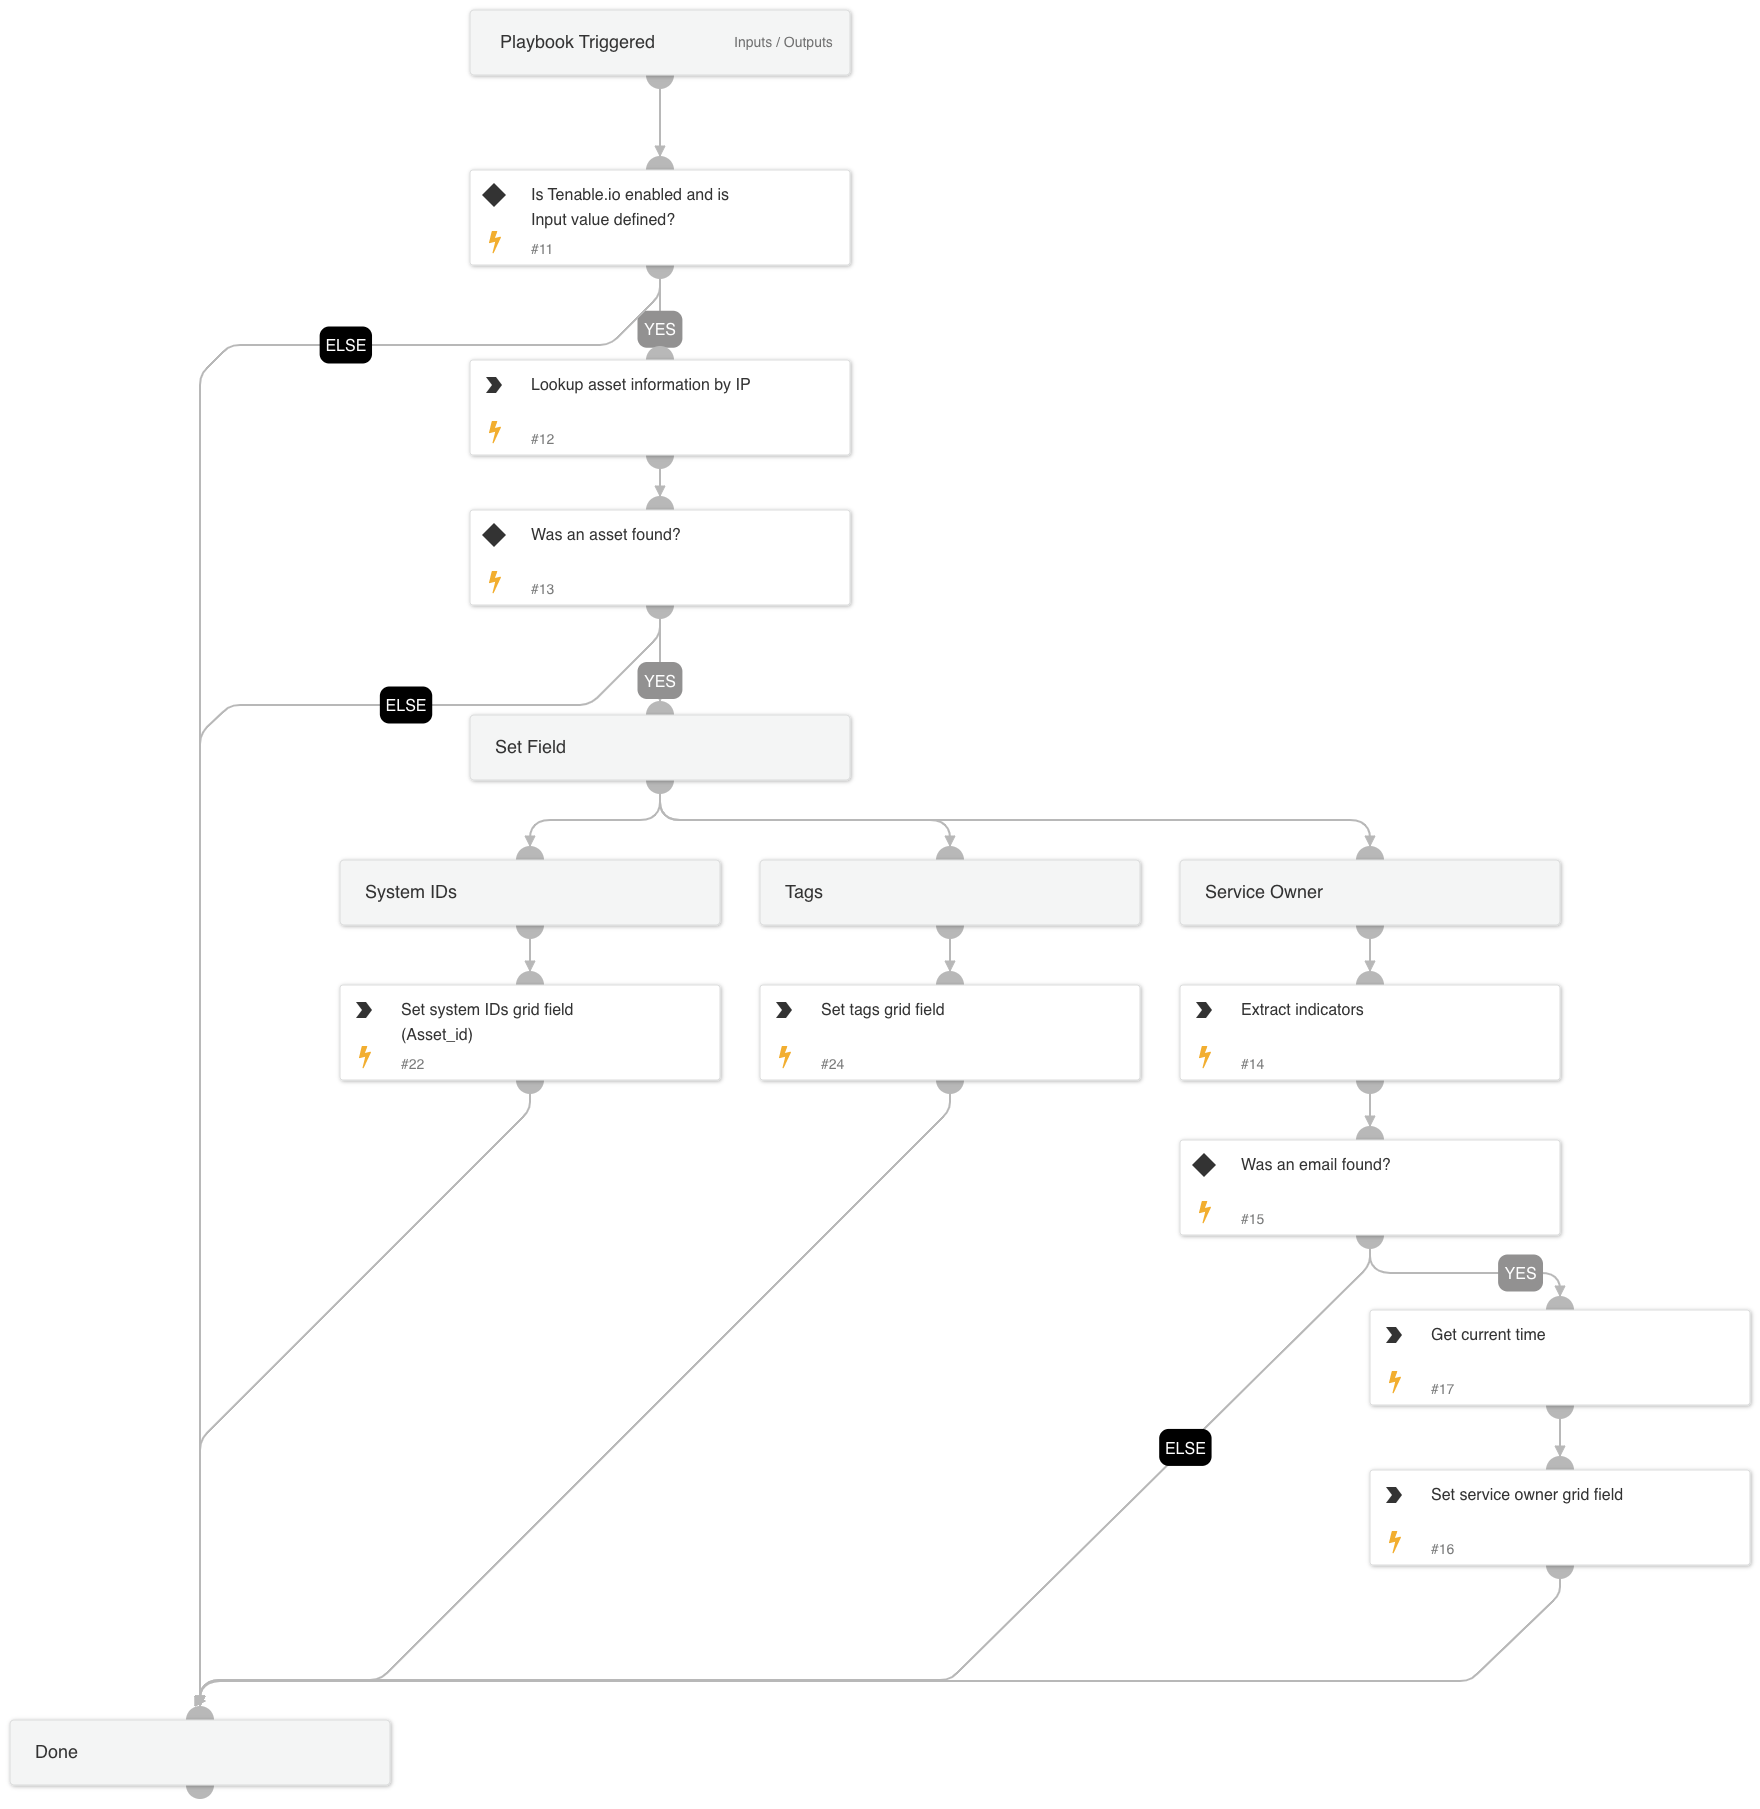 Playbook Triggered
Inputs / Outputs
Is Tenable.io enabled and is
Input value defined?
#11
YES
ELSE
Lookup asset information by IP
#12
Was an asset found?
#13
YES
ELSE
Set Field
System IDs
Tags
Service Owner
Set system IDs grid field
(Asset_id)
#22
Set tags grid field
#24
Extract indicators
#14
Was an email found?
#15
YES
Get current time
#17
ELSE
Set service owner grid field
#16
Done